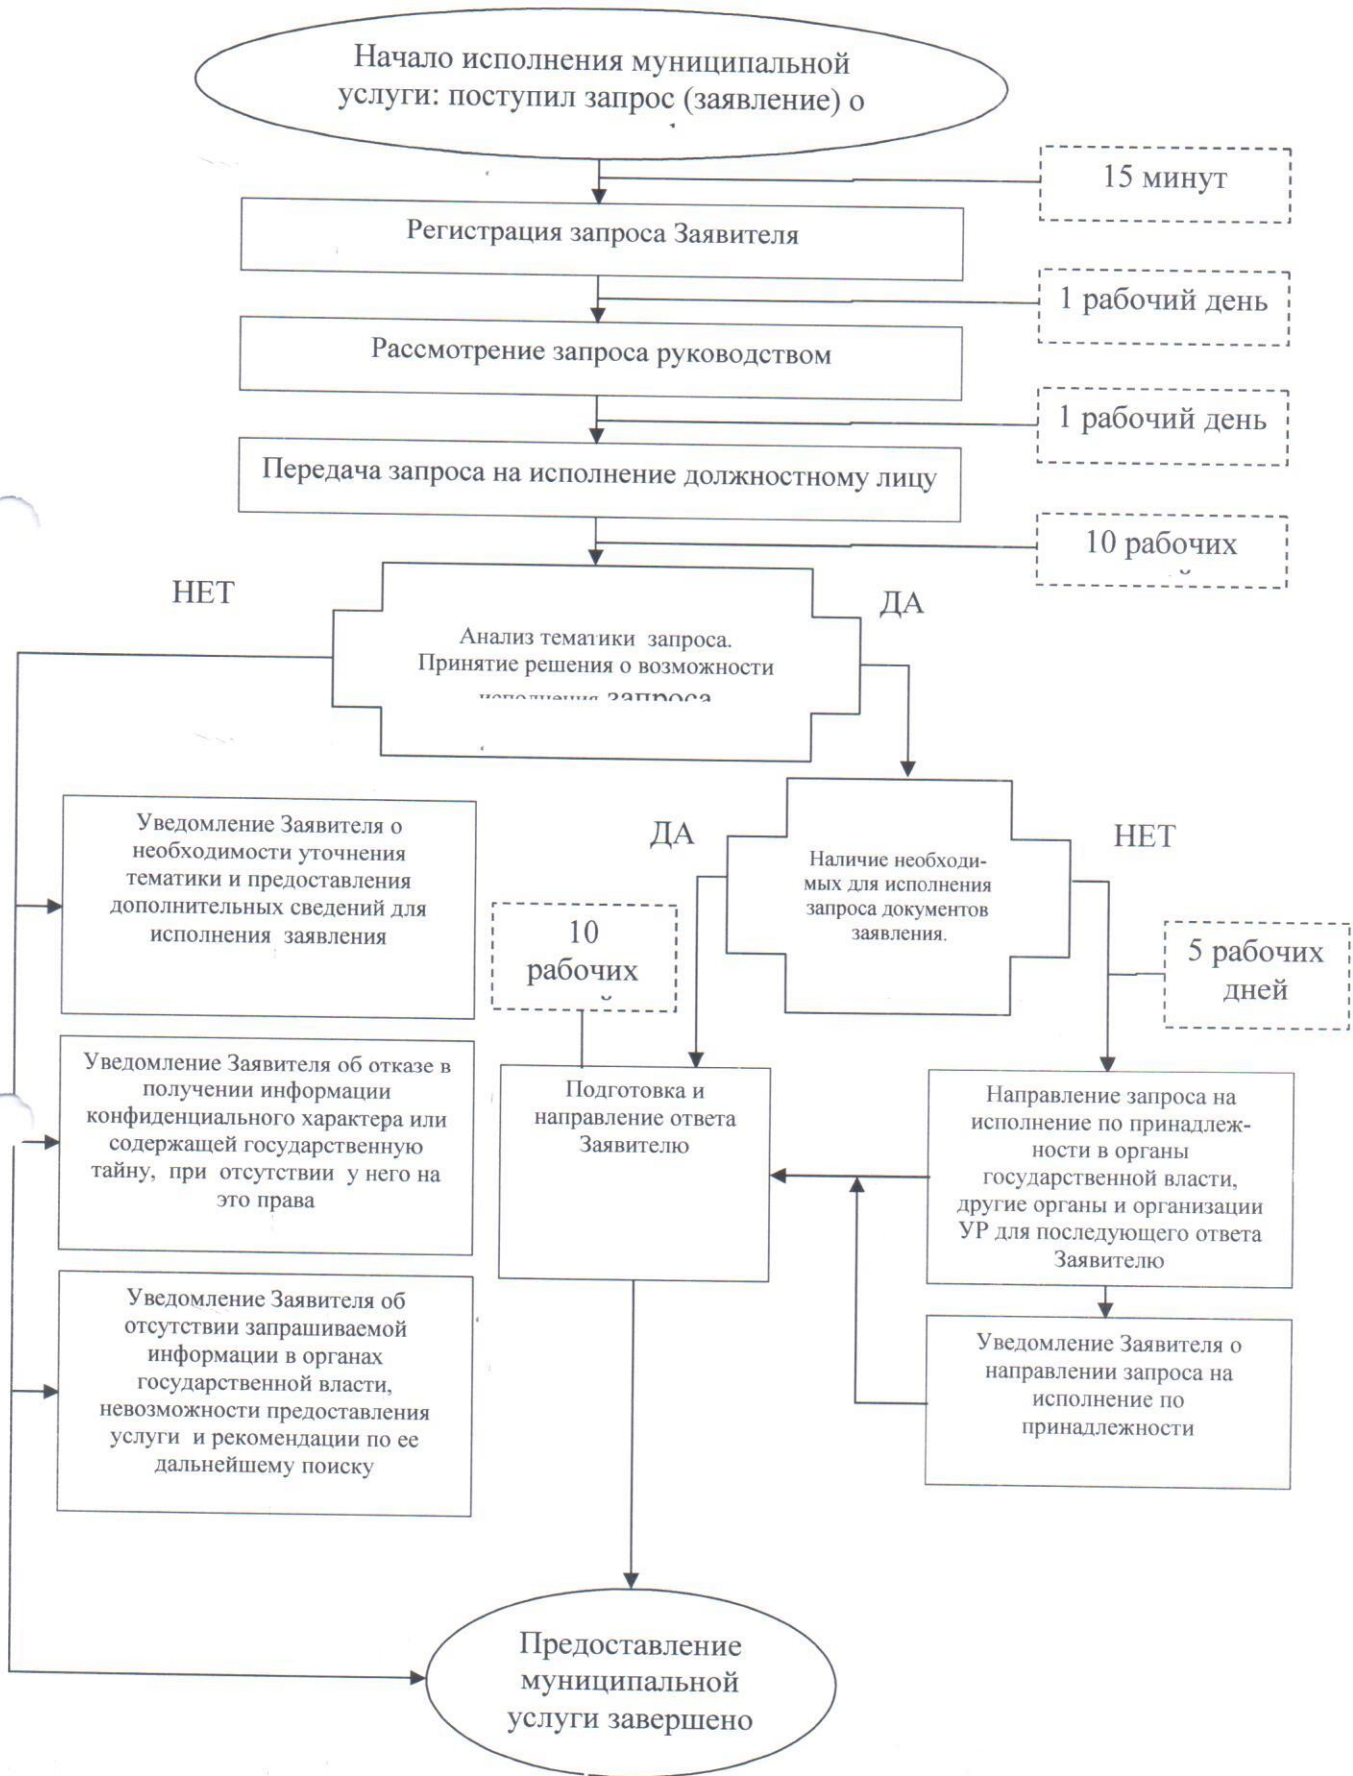 Начало исполнения муниципальной
услуги: поступил запрос (заявление) о
15 минут
Регистрация запроса Заявителя
1 рабочий день
Рассмотрение запроса руководством
1 рабочий день
Передача запроса на исполнение должностному лицу
10 рабочих
НЕТ
ДА
Анализ тематики запроса.
Принятие решения о возможности
исполнения запроса
Уведомление Заявителя о
необходимости уточнения
тематики и предоставления
дополнительных сведений для
исполнения заявления
ДА
НЕТ
Наличие необходи-
мых для исполнения
запроса документов
заявления.
10
рабочих
5 рабочих
дней
Уведомление Заявителя об отказе в
получении информации
конфиденциального характера или
содержащей государственную
тайну, при отсутствии у него на
это права
Подготовка и
направление ответа
Заявителю
Направление запроса на
исполнение по принадлеж-
ности в органы
государственной власти,
другие органы и организации
УР для последующего ответа
Заявителю
Уведомление Заявителя об
отсутствии запрашиваемой
информации в органах
государственной власти,
невозможности предоставления
услуги и рекомендации по ее
дальнейшему поиску
Уведомление Заявителя о
направлении запроса на
исполнение по
принадлежности
Предоставление
муниципальной
услуги завершено